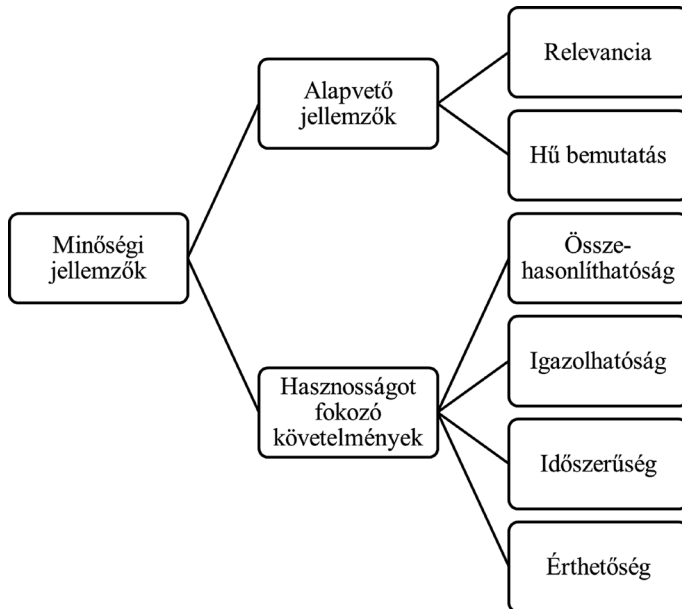 Minőségi
jellemzők
Alapvető
jellemzők
Relevancia
Hű bemutatás
Hasznosságot
fokozó
követelmények
Össze-
hasonlíthatóság
Igazolhatóság
Időszerűség
Érthetőség